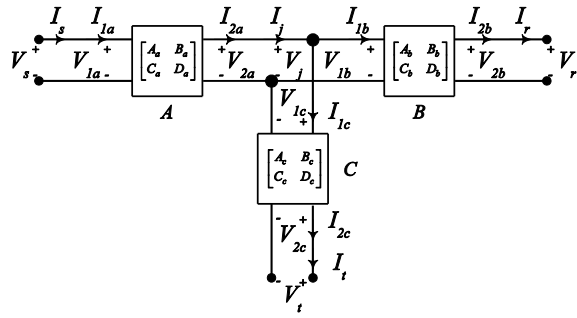 I_s I_1a I_2a I_j I_1b I_2b I_r
+ + + + + + +
A_a B_a A_b B_b
V_s V_1a V_2a V_j V_1b V_2b V_r
C_a D_a C_b D_b
- - - - - - -
A B
V_1c I_1c
- +
A_c B_c
C_c D_c
C
- +
V_2c I_2c
I_t
- +
V_t